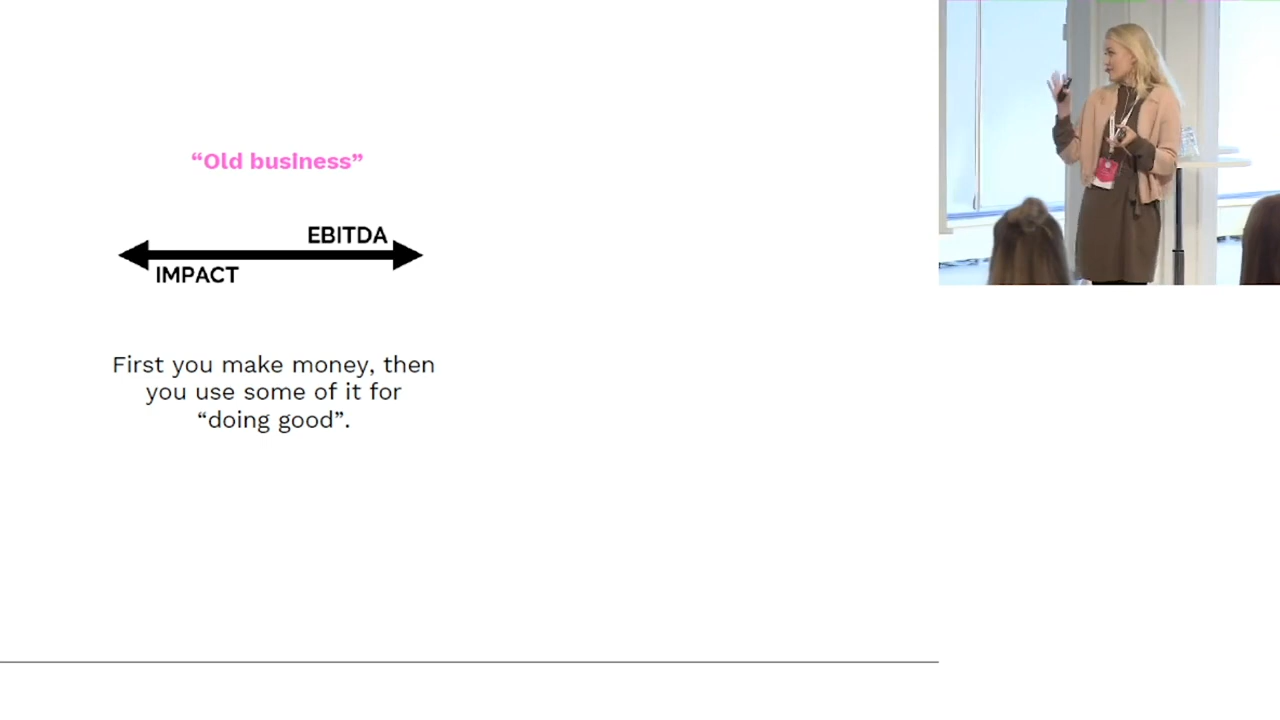 “Old business”
EBITDA
IMPACT
First you make money, then
you use some of it for
“doing good”.